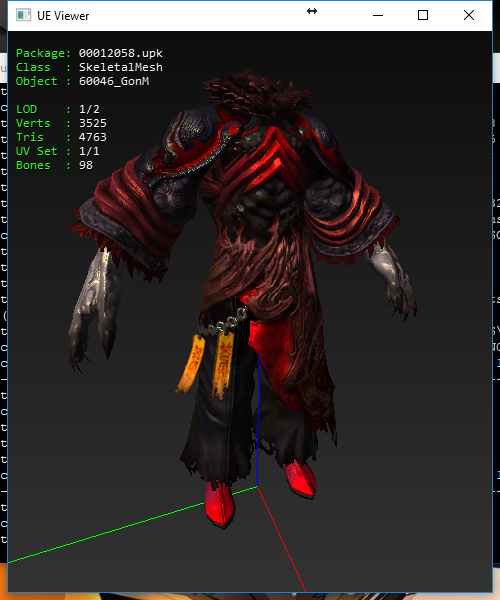 UE Viewer
Package: 00012058.upk
Class  : SkeletalMesh
Object : 60046_GonM
LOD    : 1/2
Verts  : 3525
Tris   : 4763
UV Set : 1/1
Bones  : 98